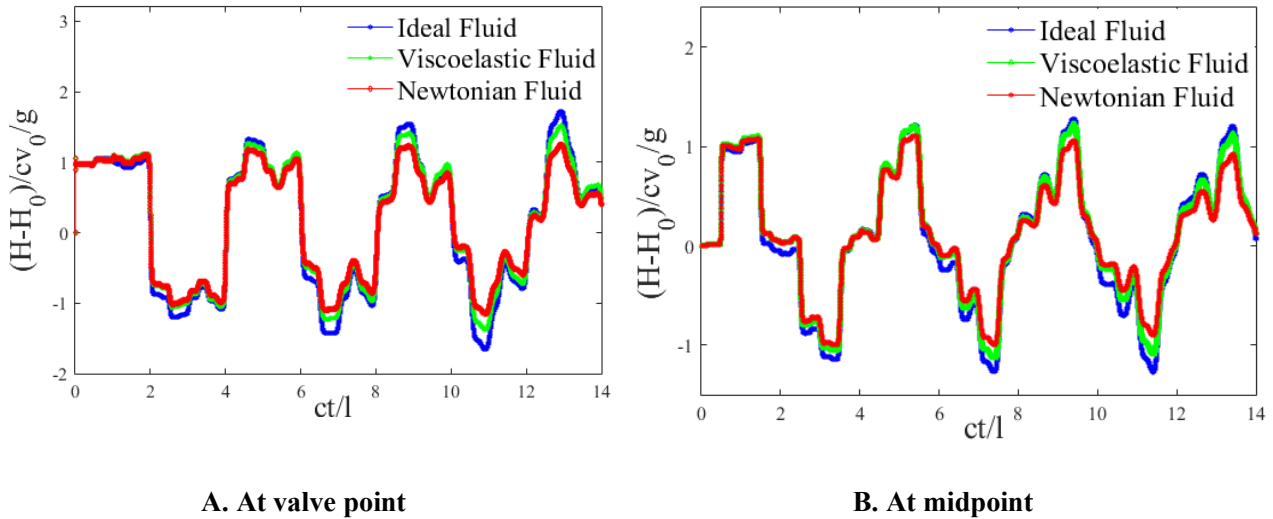 Ideal Fluid
Viscoelastic Fluid
Newtonian Fluid
3
2
1
0
-1
-2
(H-H0)/cv0/g
0 2 4 6 8 10 12 14
ct/l
A. At valve point
Ideal Fluid
Viscoelastic Fluid
Newtonian Fluid
2
1
0
-1
(H-H0)/cv0/g
0 2 4 6 8 10 12 14
ct/l
B. At midpoint